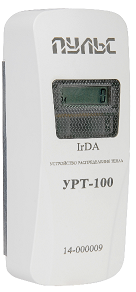 ПУЛЬС
IrDA
УСТРОЙСТВО РАСПРЕДЕЛЕНИЯ ТЕПЛА
УРТ-100
14-000009